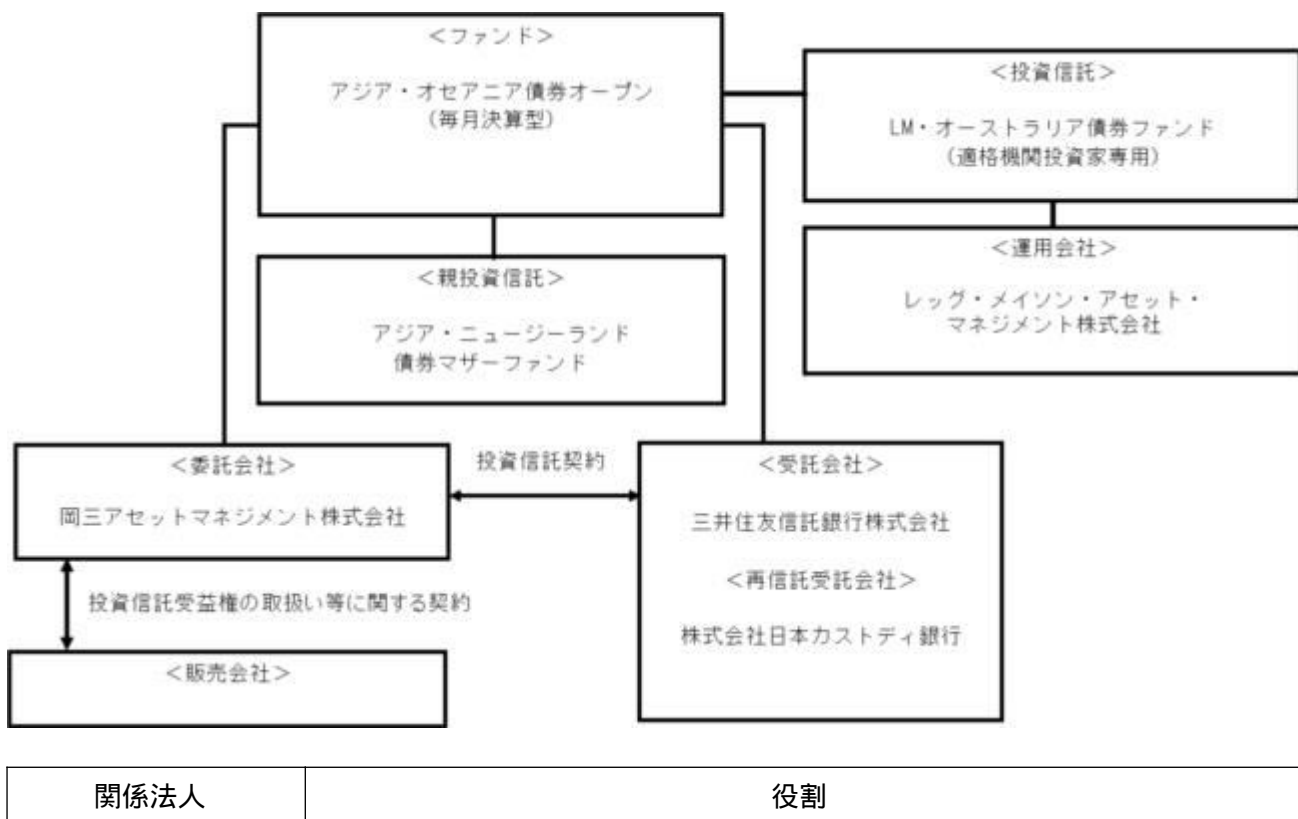 ＜ファンド＞
アジア・オセアニア債券オープン
（毎月決算型）
＜投資信託＞
LM・オーストラリア債券ファンド
（適格機関投資家専用）
＜運用会社＞
レッグ・メイソン・アセット・
マネジメント株式会社
＜親投資信託＞
アジア・ニュージーランド
債券マザーファンド
＜委託会社＞
岡三アセットマネジメント株式会社
投資信託契約
＜受託会社＞
三井住友信託銀行株式会社
＜再信託受託会社＞
株式会社日本カストディ銀行
投資信託受益権の取扱い等に関する契約
＜販売会社＞
関係法人
役割